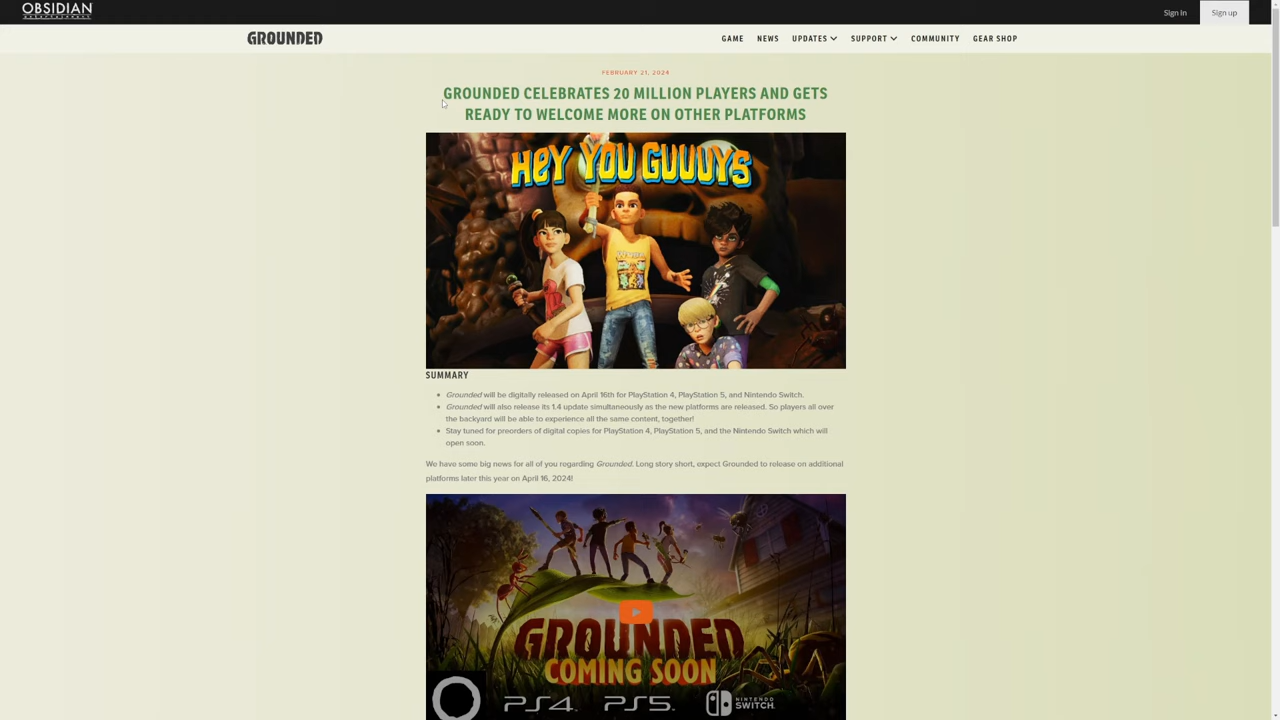 OBSIDIAN
Sign In
Sign up
GROUNDED
GAME
NEWS
UPDATES
SUPPORT
COMMUNITY
GEAR SHOP
FEBRUARY 21, 2024
GROUNDED CELEBRATES 20 MILLION PLAYERS AND GETS
READY TO WELCOME MORE ON OTHER PLATFORMS
HEY YOU GUUUYS
SUMMARY
Grounded will be digitally released on April 16th for PlayStation 4, PlayStation 5, and Nintendo Switch.
Grounded will also release its 1.4 update simultaneously as the new platforms are released. So players all over
the backyard will be able to experience all the same content, together!
Stay tuned for preorders of digital copies for PlayStation 4, PlayStation 5, and the Nintendo Switch which will
open soon.
We have some big news for all of you regarding Grounded. Long story short, expect Grounded to release on additional
platforms later this year on April 16, 2024!
GROUNDED
COMING SOON
PS4
PS5
NINTENDO
SWITCH